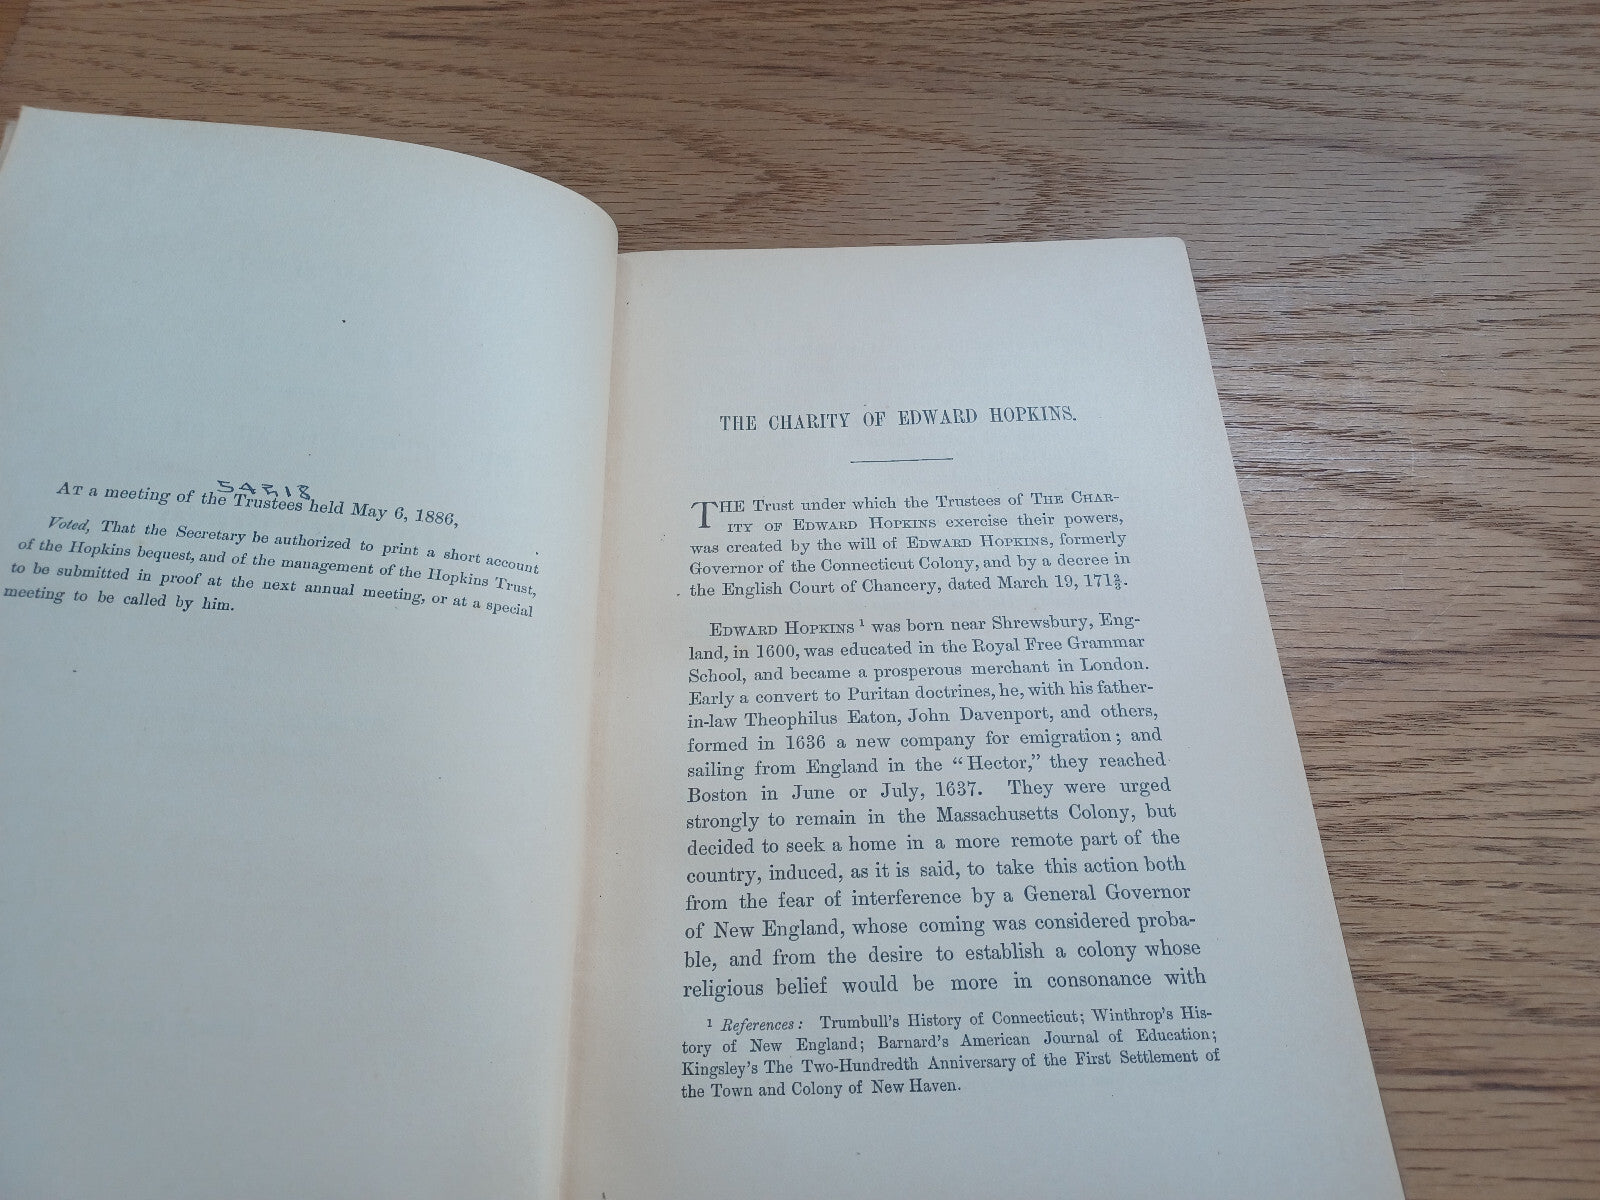 54318
At a meeting of the Trustees held May 6, 1886,
Voted, That the Secretary be authorized to print a short account
of the Hopkins bequest, and of the management of the Hopkins Trust,
to be submitted in proof at the next annual meeting, or at a special
meeting to be called by him.
THE CHARITY OF EDWARD HOPKINS.
THE Trust under which the Trustees of THE CHAR-
ITY OF EDWARD HOPKINS exercise their powers,
was created by the will of EDWARD HOPKINS, formerly
Governor of the Connecticut Colony, and by a decree in
the English Court of Chancery, dated March 19, 171⅔.
EDWARD HOPKINS ¹ was born near Shrewsbury, Eng-
land, in 1600, was educated in the Royal Free Grammar
School, and became a prosperous merchant in London.
Early a convert to Puritan doctrines, he, with his father-
in-law Theophilus Eaton, John Davenport, and others,
formed in 1636 a new company for emigration; and
sailing from England in the "Hector," they reached
Boston in June or July, 1637. They were urged
strongly to remain in the Massachusetts Colony, but
decided to seek a home in a more remote part of the
country, induced, as it is said, to take this action both
from the fear of interference by a General Governor
of New England, whose coming was considered proba-
ble, and from the desire to establish a colony whose
religious belief would be more in consonance with
¹ References: Trumbull's History of Connecticut; Winthrop's His-
tory of New England; Barnard's American Journal of Education;
Kingsley's The Two-Hundredth Anniversary of the First Settlement of
the Town and Colony of New Haven.